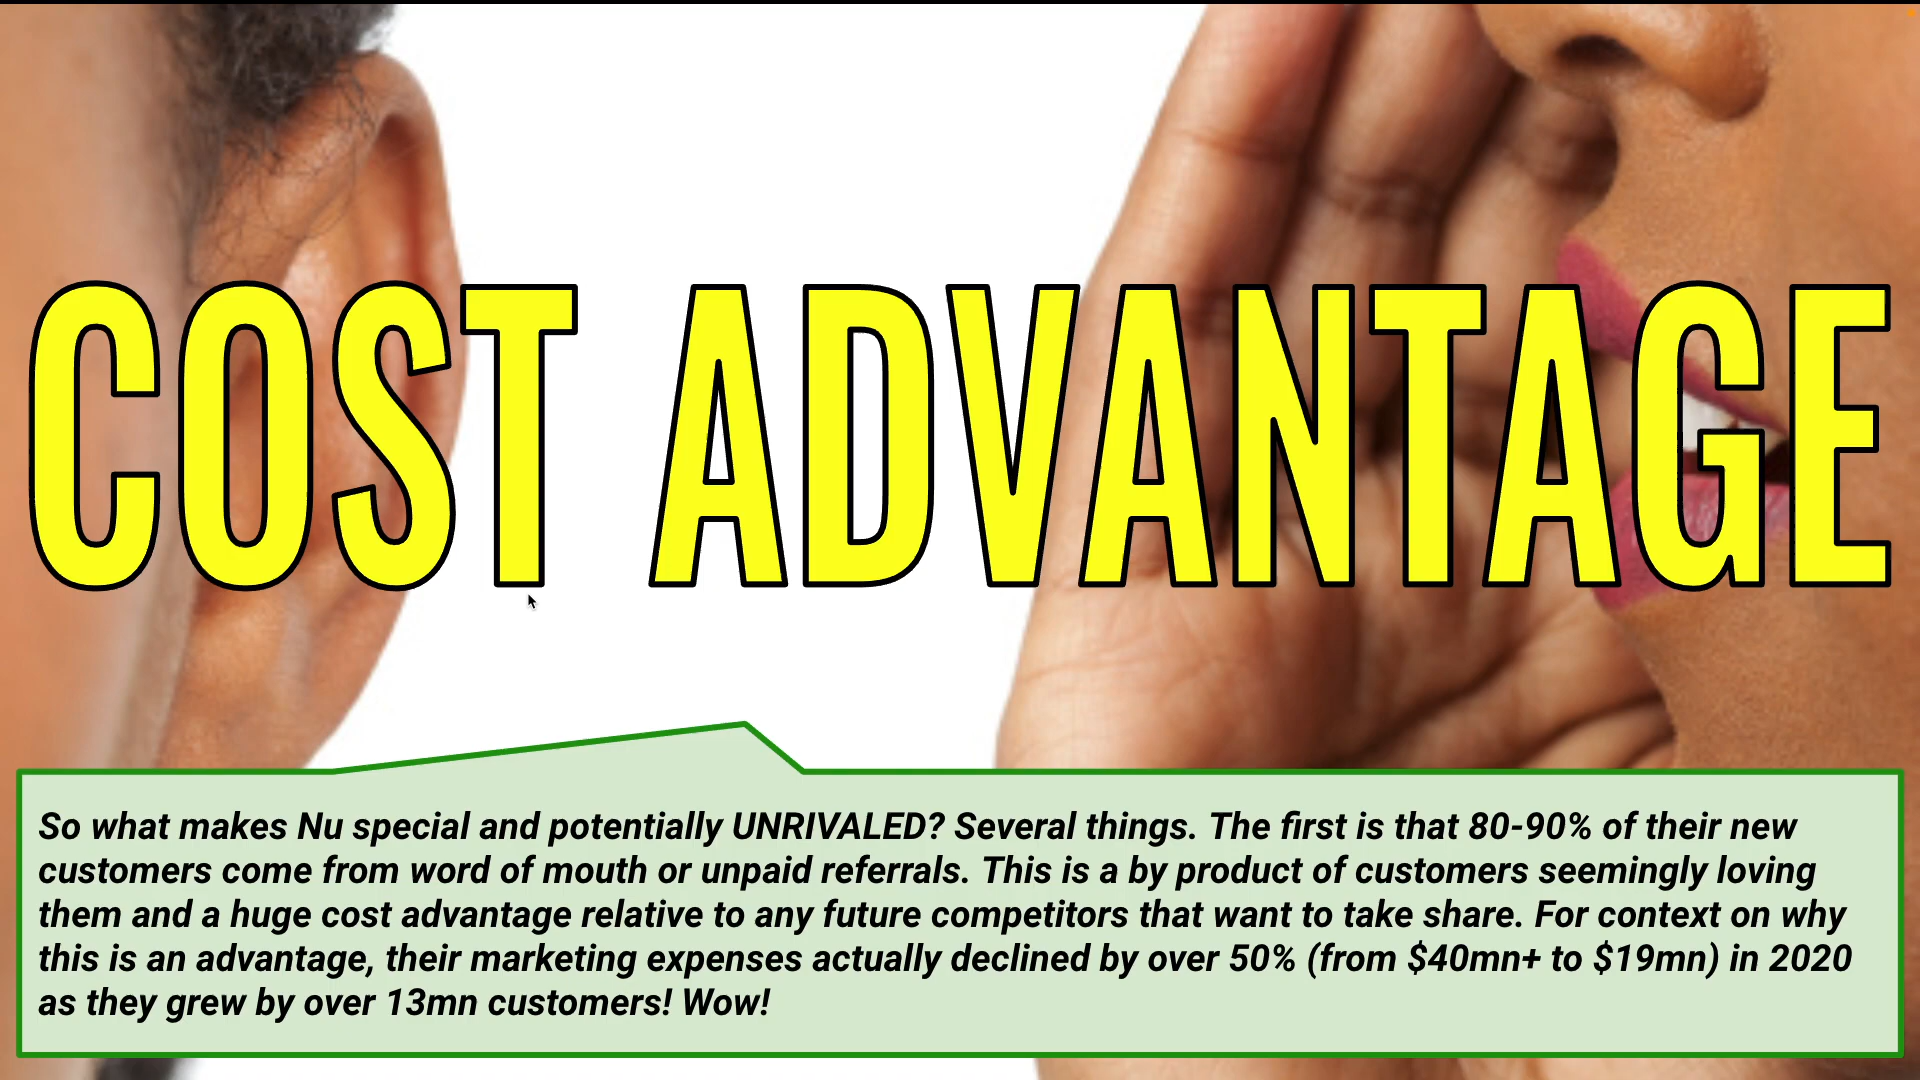 COST ADVANTAGE
So what makes Nu special and potentially UNRIVALED? Several things. The first is that 80-90% of their new
customers come from word of mouth or unpaid referrals. This is a by product of customers seemingly loving
them and a huge cost advantage relative to any future competitors that want to take share. For context on why
this is an advantage, their marketing expenses actually declined by over 50% (from $40mn+ to $19mn) in 2020
as they grew by over 13mn customers! Wow!